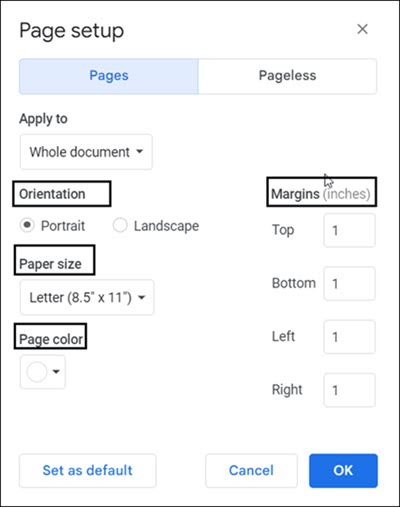 Page setup
Pages Pageless
Apply to
Whole document
Orientation
Portrait Landscape
Paper size
Letter (8.5" x 11")
Page color
Margins (inches)
Top 1
Bottom 1
Left 1
Right 1
Set as default Cancel OK